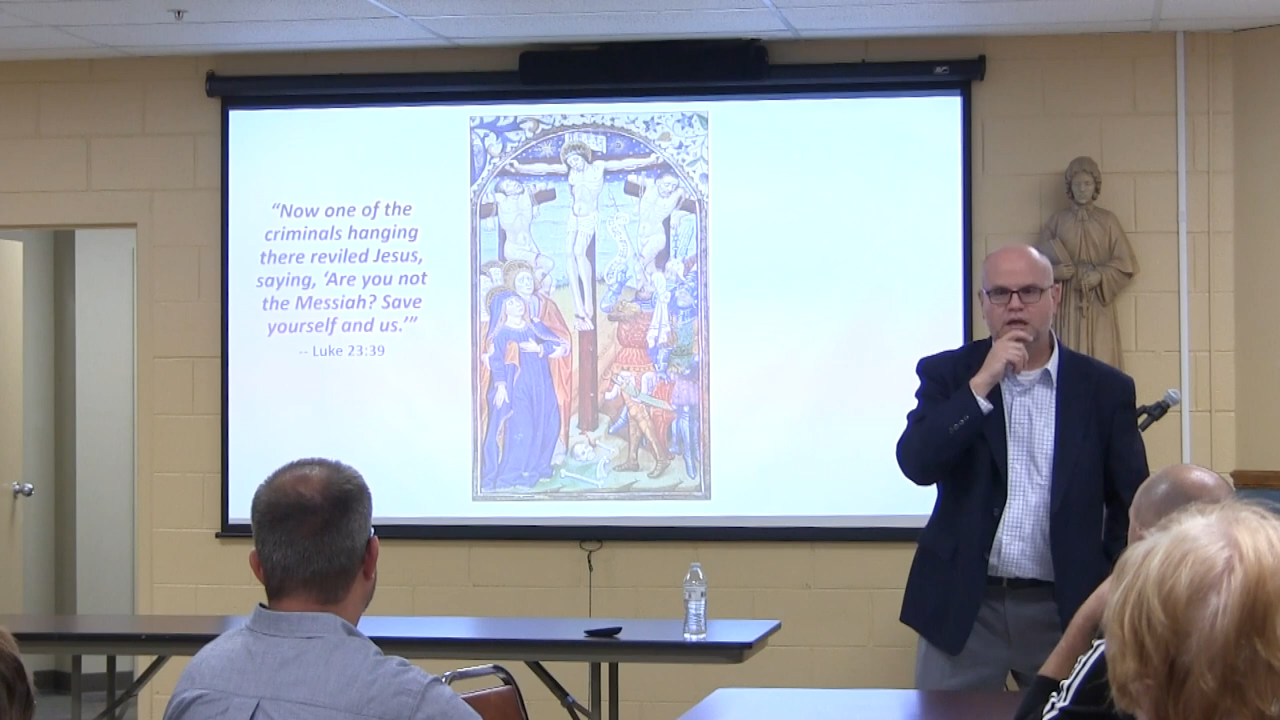 “Now one of the
criminals hanging
there reviled Jesus,
saying, ‘Are you not
the Messiah? Save
yourself and us.’”
-- Luke 23:39